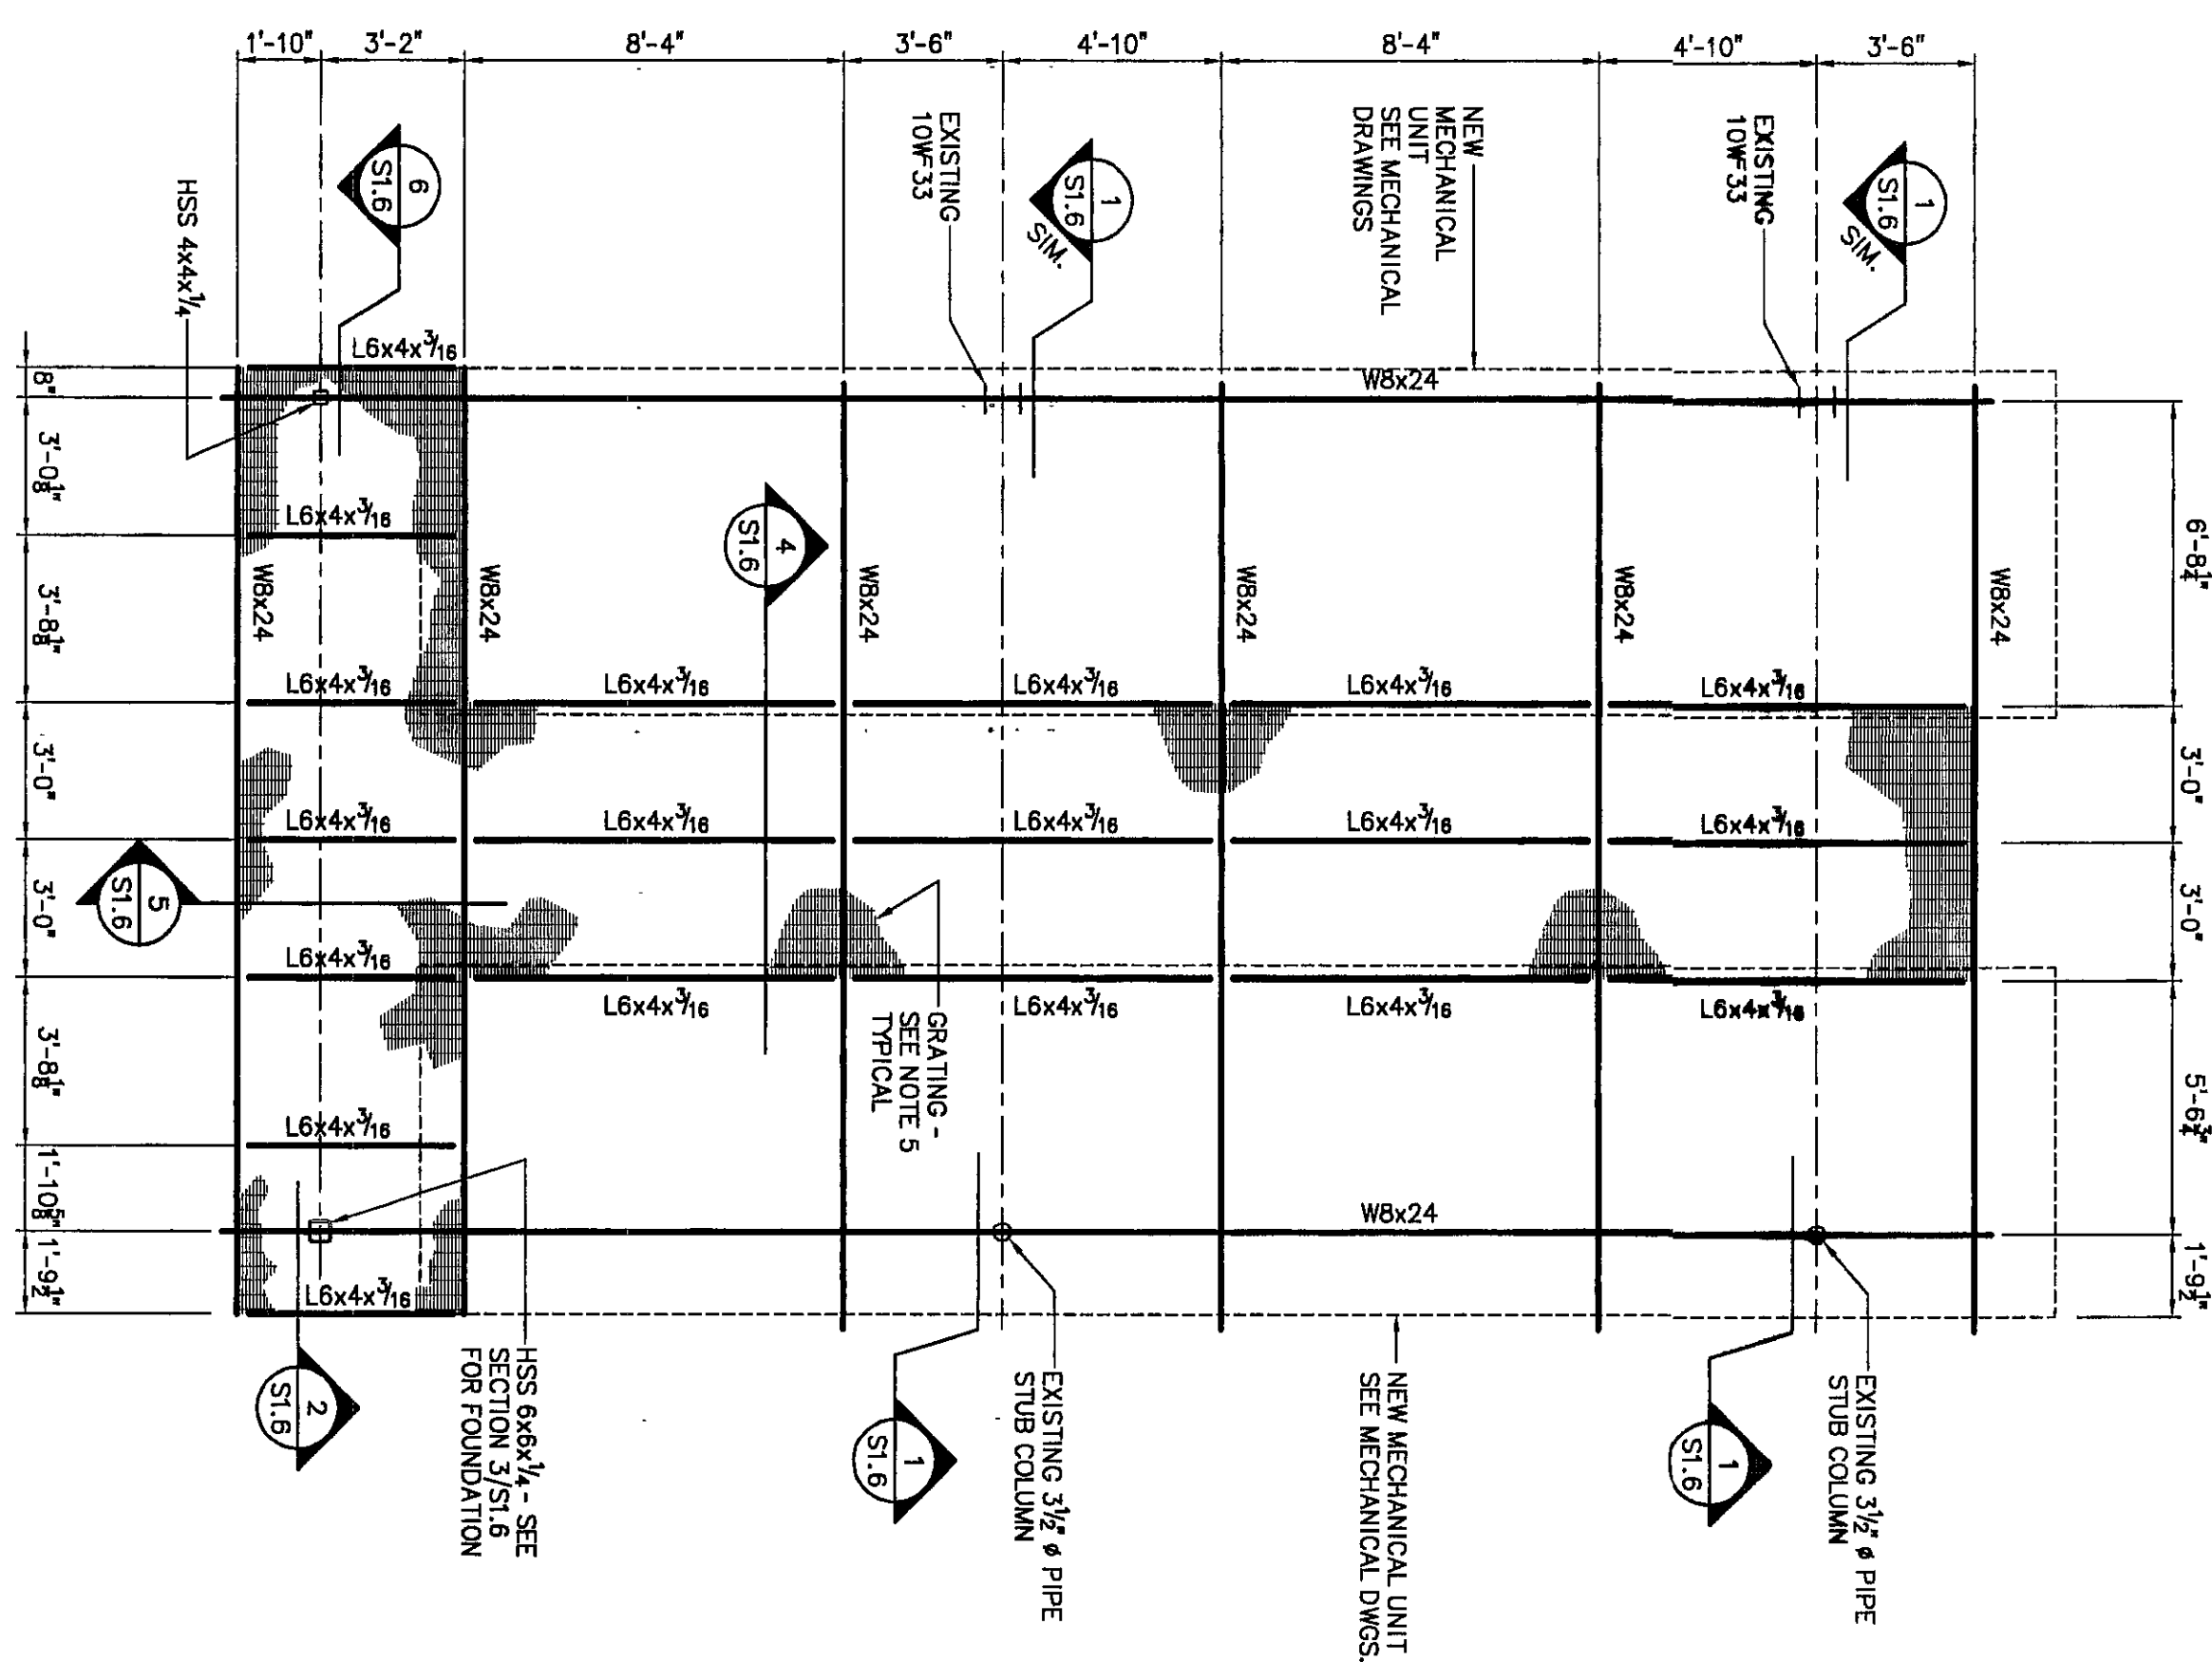 1'-10"
3'-2"
8'-4"
3'-6"
4'-10"
8'-4"
4'-10"
3'-6"
EXISTING
10WF33
NEW
MECHANICAL
UNIT
SEE MECHANICAL
DRAWINGS
EXISTING
10WF33
6
S1.6
1
S1.6
SIM.
1
S1.6
SIM.
HSS 4x4x1/4
L6x4x3/16
W8x24
8"
3'-0 1/8"
3'-8 1/8"
3'-0"
3'-0"
3'-8 1/8"
1'-10 5/8"
1'-9 1/2"
6'-8 1/4"
3'-0"
3'-0"
5'-6 3/4"
1'-9 1/2"
L6x4x3/16
4
S1.6
W8x24
W8x24
W8x24
W8x24
W8x24
W8x24
L6x4x3/16
L6x4x3/16
L6x4x3/16
L6x4x3/16
L6x4x3/16
L6x4x3/16
L6x4x3/16
L6x4x3/16
L6x4x3/16
L6x4x3/16
5
S1.6
L6x4x3/16
L6x4x3/16
L6x4x3/16
L6x4x3/16
L6x4x3/16
GRATING -
SEE NOTE 5
TYPICAL
L6x4x3/16
W8x24
L6x4x3/16
2
S1.6
HSS 6x6x1/4 - SEE
SECTION 3/S1.6
FOR FOUNDATION
1
S1.6
EXISTING 3 1/2" ø PIPE
STUB COLUMN
NEW MECHANICAL UNIT
SEE MECHANICAL DWGS.
1
S1.6
EXISTING 3 1/2" ø PIPE
STUB COLUMN